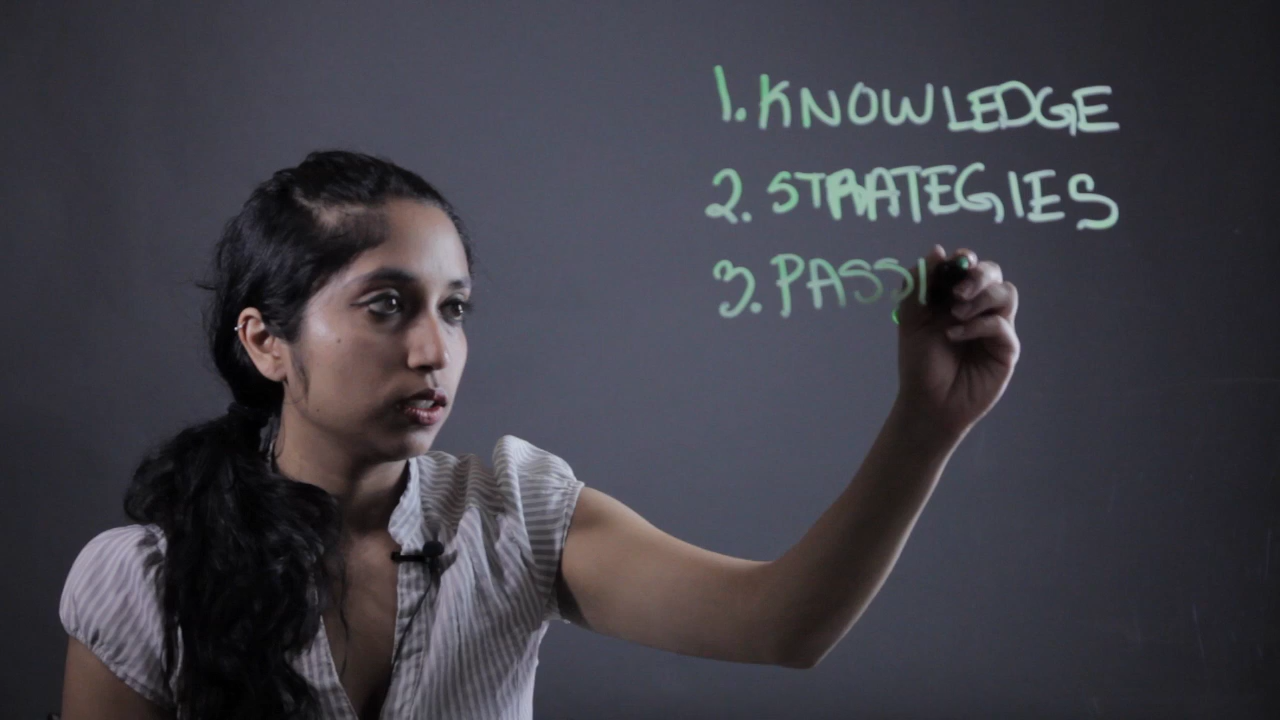 1. KNOWLEDGE
2. STRATEGIES
3. PASSI